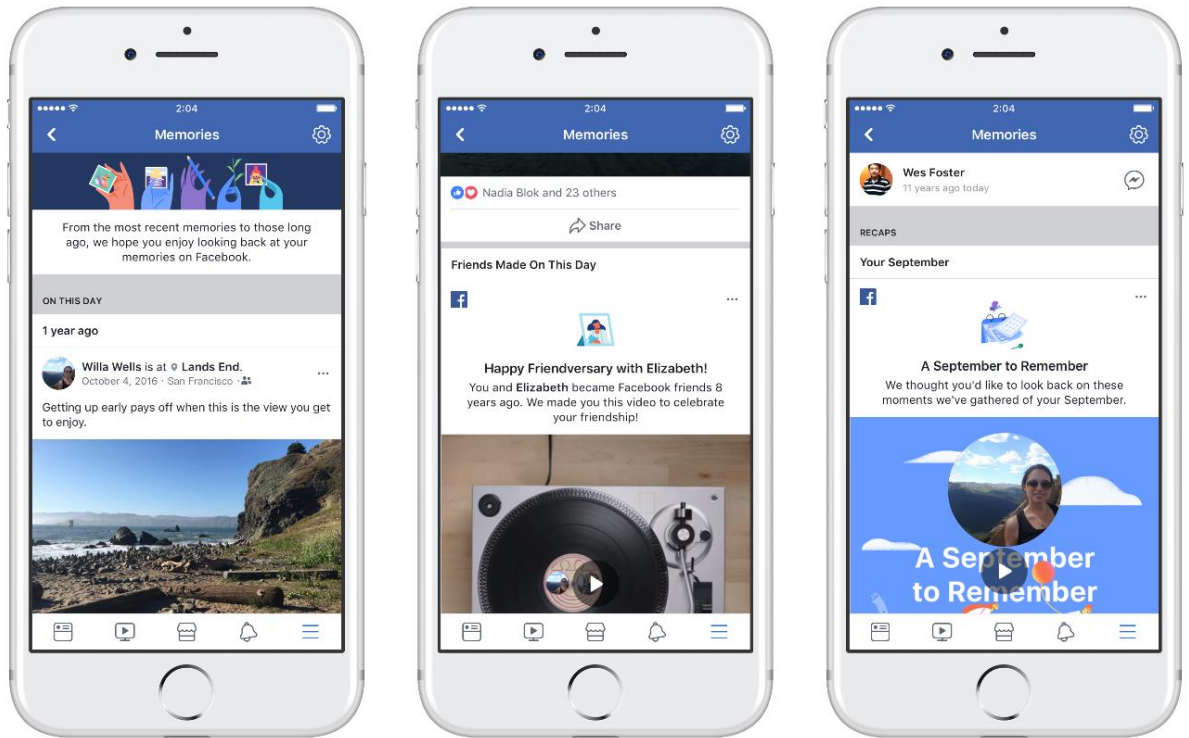 2:04
Memories
From the most recent memories to those long
ago, we hope you enjoy looking back at your
memories on Facebook.
ON THIS DAY
1 year ago
Willa Wells is at Lands End.
October 4, 2016 · San Francisco ·
Getting up early pays off when this is the view you get
to enjoy.
2:04
Memories
Nadia Blok and 23 others
Share
Friends Made On This Day
f
Happy Friendversary with Elizabeth!
You and Elizabeth became Facebook friends 8
years ago. We made you this video to celebrate
your friendship!
2:04
Memories
Wes Foster
11 years ago today
RECAPS
Your September
f
A September to Remember
We thought you'd like to look back on these
moments we've gathered of your September.
A September
to Remember